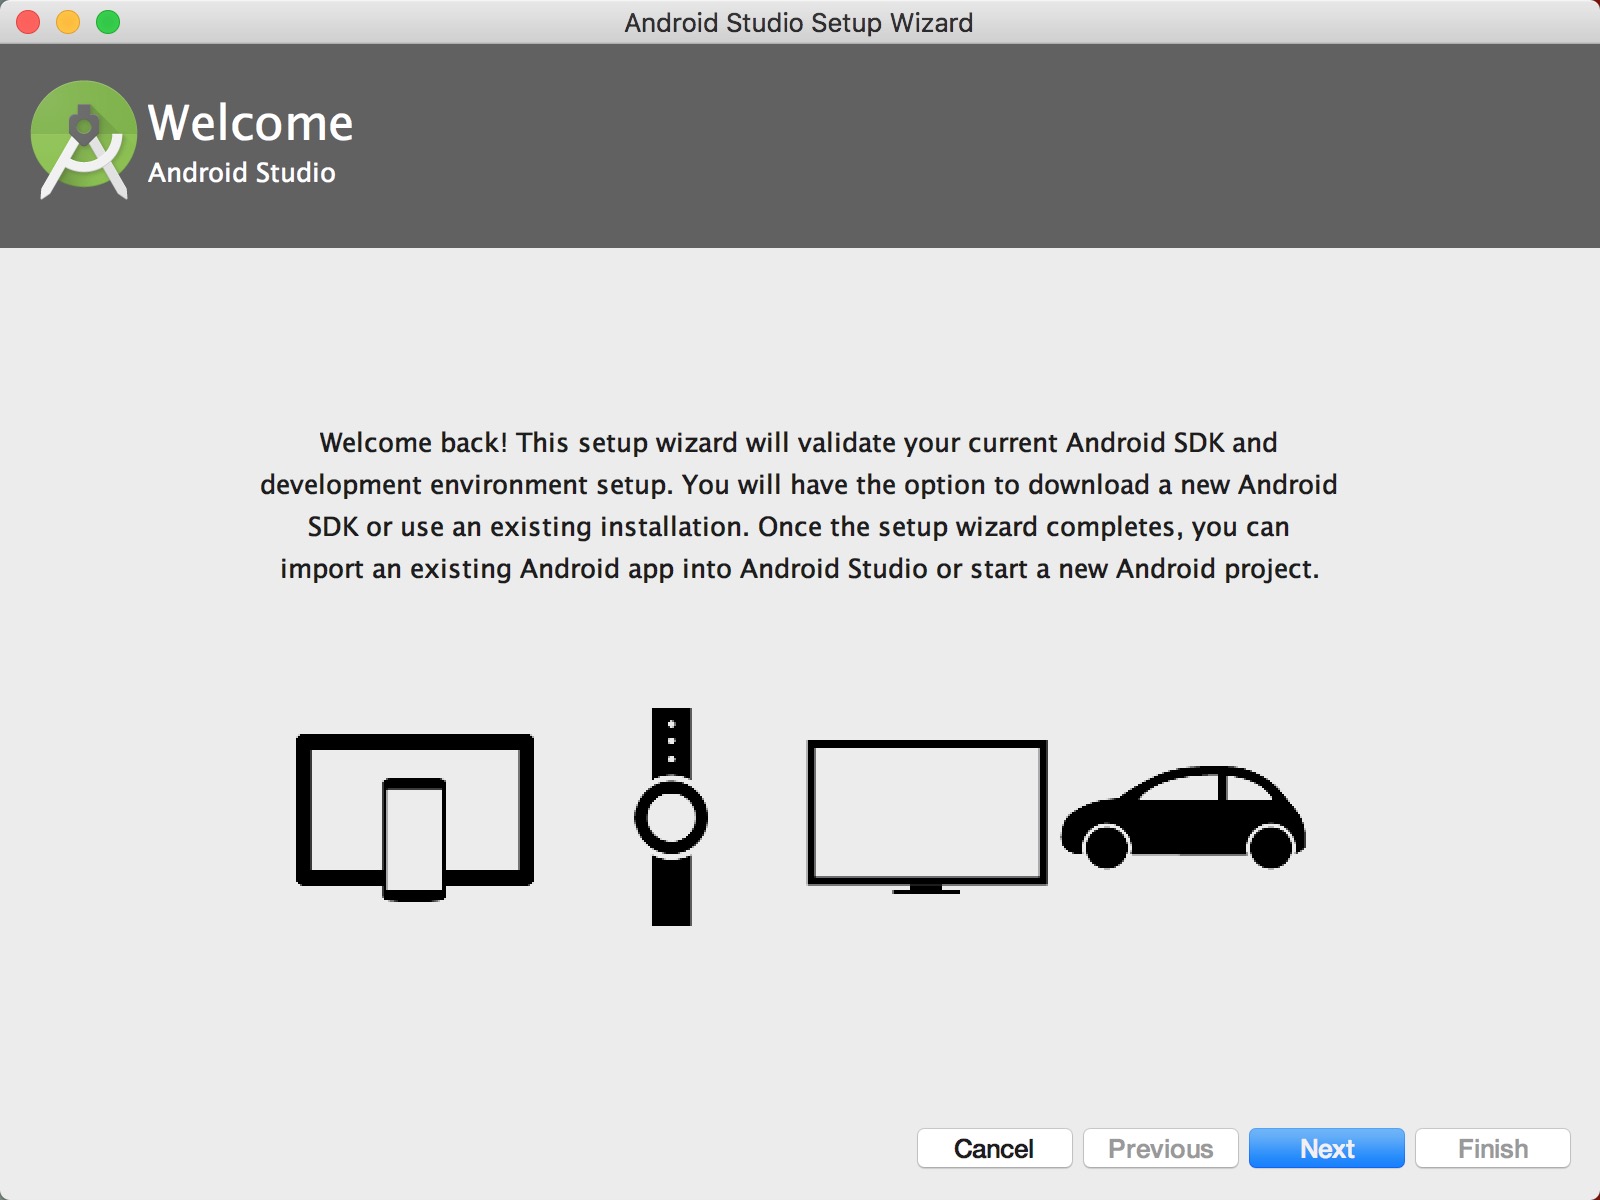 Android Studio Setup Wizard
Welcome
Android Studio
Welcome back! This setup wizard will validate your current Android SDK and
development environment setup. You will have the option to download a new Android
SDK or use an existing installation. Once the setup wizard completes, you can
import an existing Android app into Android Studio or start a new Android project.
Cancel Previous Next Finish